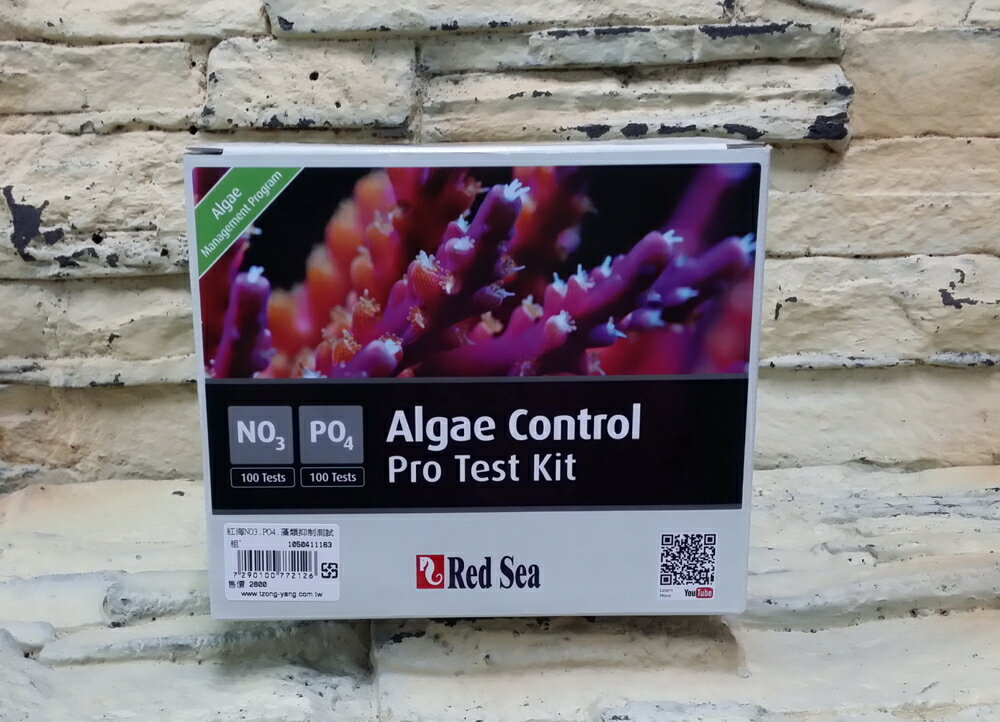 Algae
Management Program
NO3
PO4
100 Tests
100 Tests
Algae Control
Pro Test Kit
紅海NO3.PO4.藻類抑制測試
組
1050411163
7290100772126
售價 2800
www.tzong-yang.com.tw
Red Sea
Learn
More
YouTube